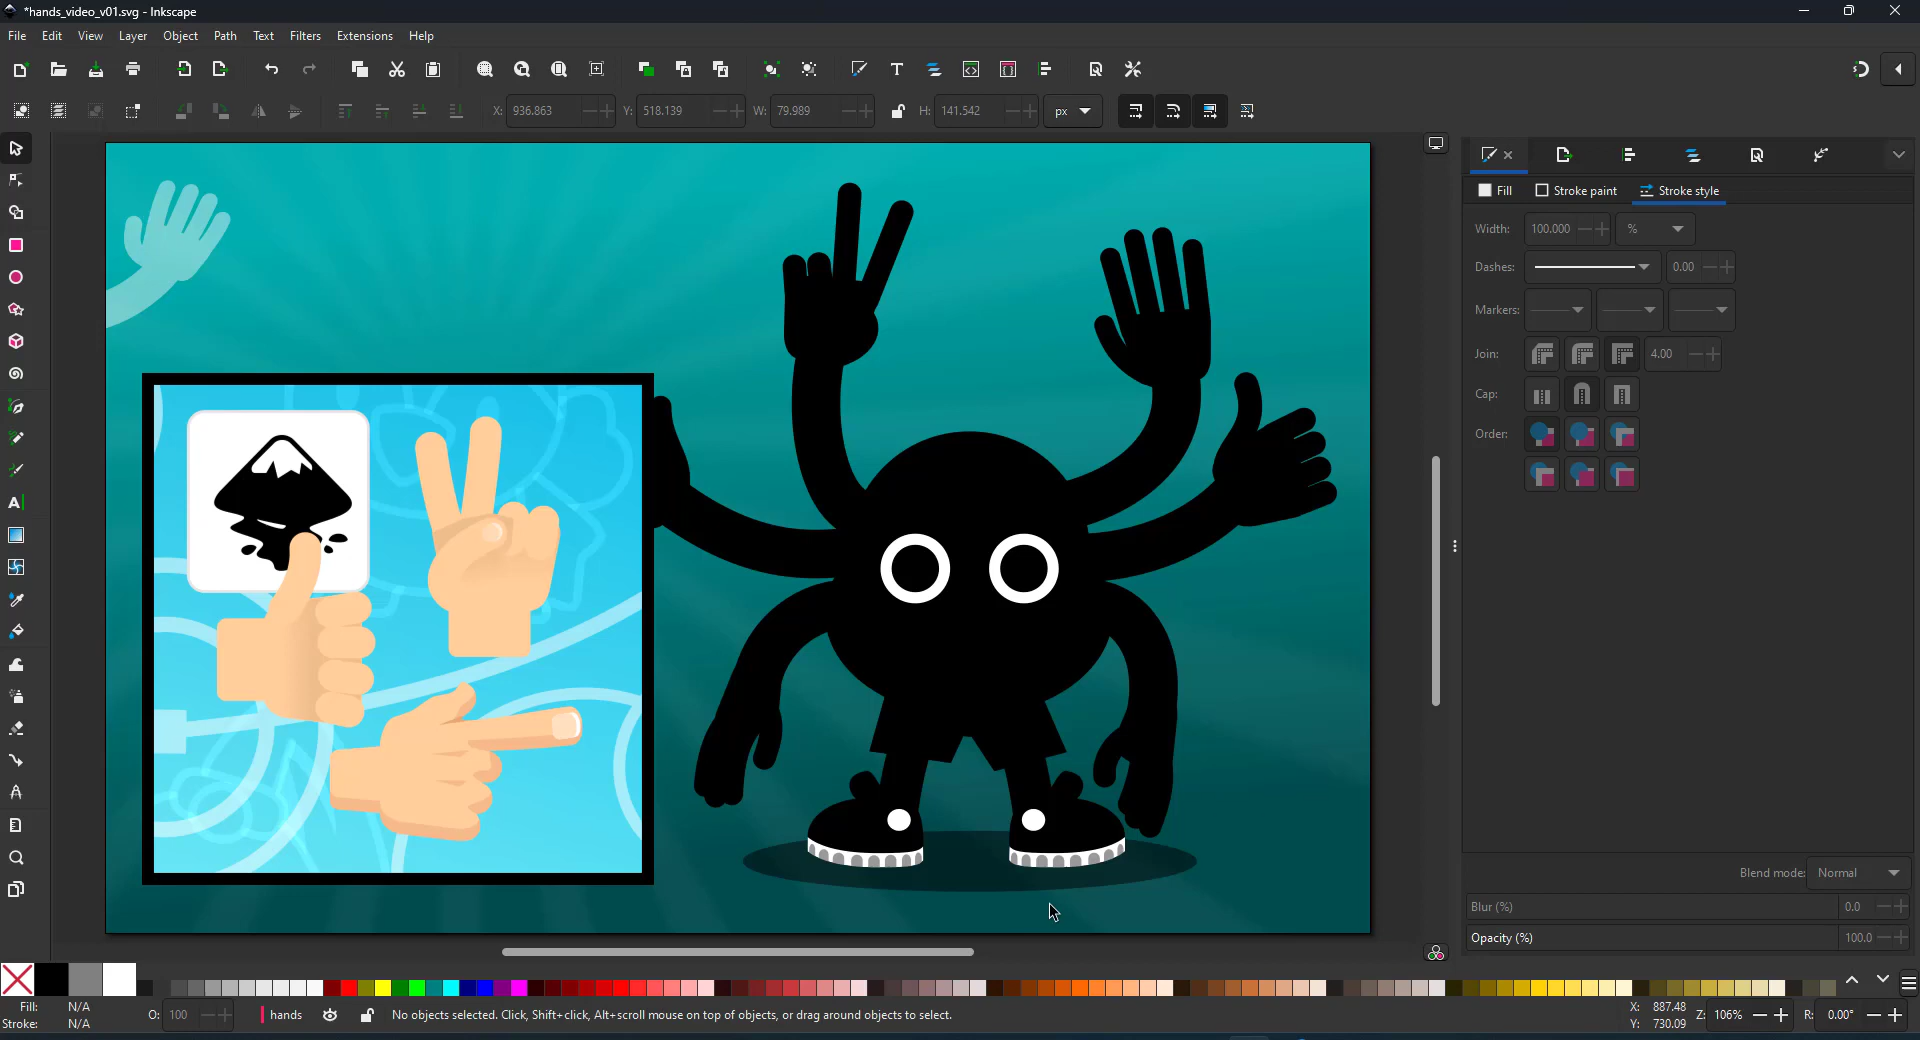 *hands_video_v01.svg - Inkscape
File Edit View Layer Object Path Text Filters Extensions Help
X: 936.863 Y: 518.139 W: 79.989 H: 141.542 px
Fill Stroke paint Stroke style
Width: 100.000 %
Dashes: 0.00
Markers:
Join: 4.00
Cap:
Order:
Blend mode: Normal
Blur (%) 0.0
Opacity (%) 100.0
Fill: N/A
Stroke: N/A
O: 100
hands
No objects selected. Click, Shift+click, Alt+scroll mouse on top of objects, or drag around objects to select.
X: 887.48
Y: 730.09
Z: 106% R: 0.00°